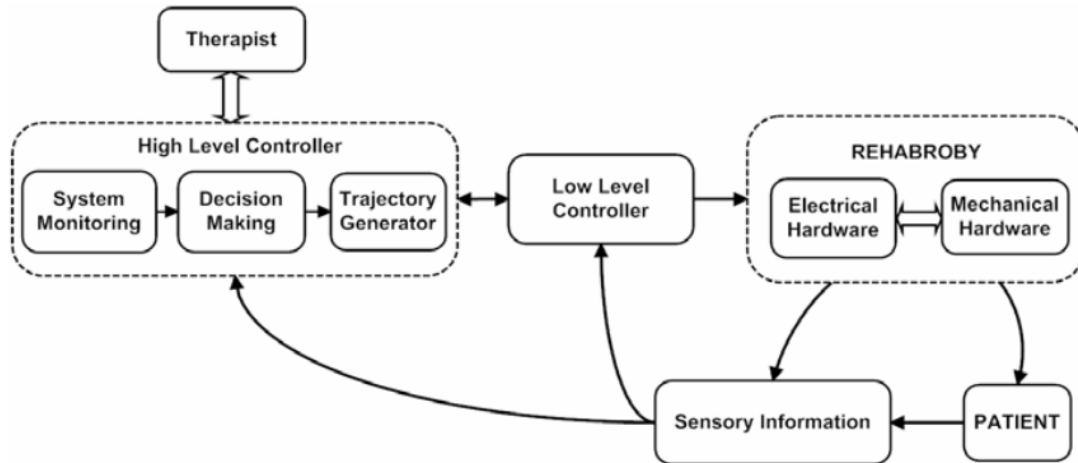 Therapist
High Level Controller
System
Monitoring
Decision
Making
Trajectory
Generator
Low Level
Controller
REHABROBY
Electrical
Hardware
Mechanical
Hardware
Sensory Information
PATIENT